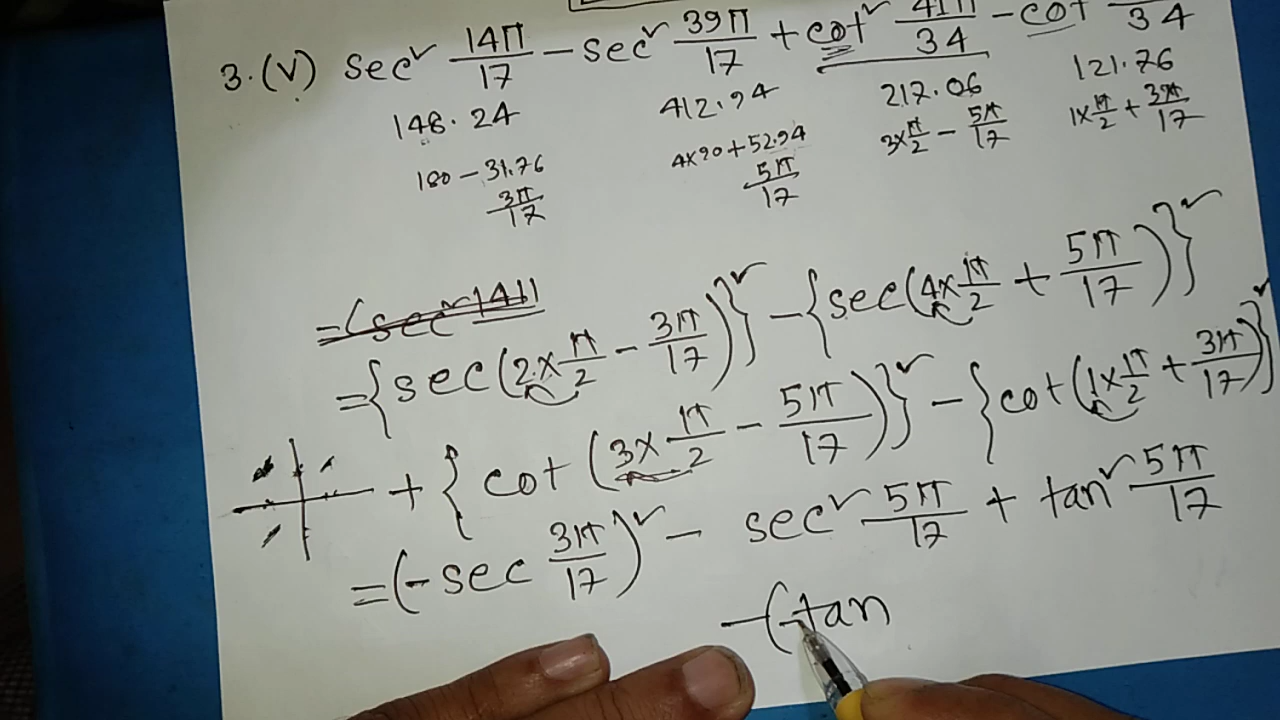 3.(V) sec² 14π/17 − sec² 39π/17 + cot² 41π/34 − cot /34
148.24 412.94 217.06 121.76
180 − 31.76 4×90 + 52.94 3×π/2 − 5π/17 1×π/2 + 3π/17
3π/17 5π/17
=(sec² 14π
={sec(2×π/2 − 3π/17)}² − {sec(4×π/2 + 5π/17)}²
+ {cot(3×π/2 − 5π/17)}² − {cot(1×π/2 + 3π/17)}²
=(−sec 3π/17)² − sec² 5π/17 + tan² 5π/17
−(tan